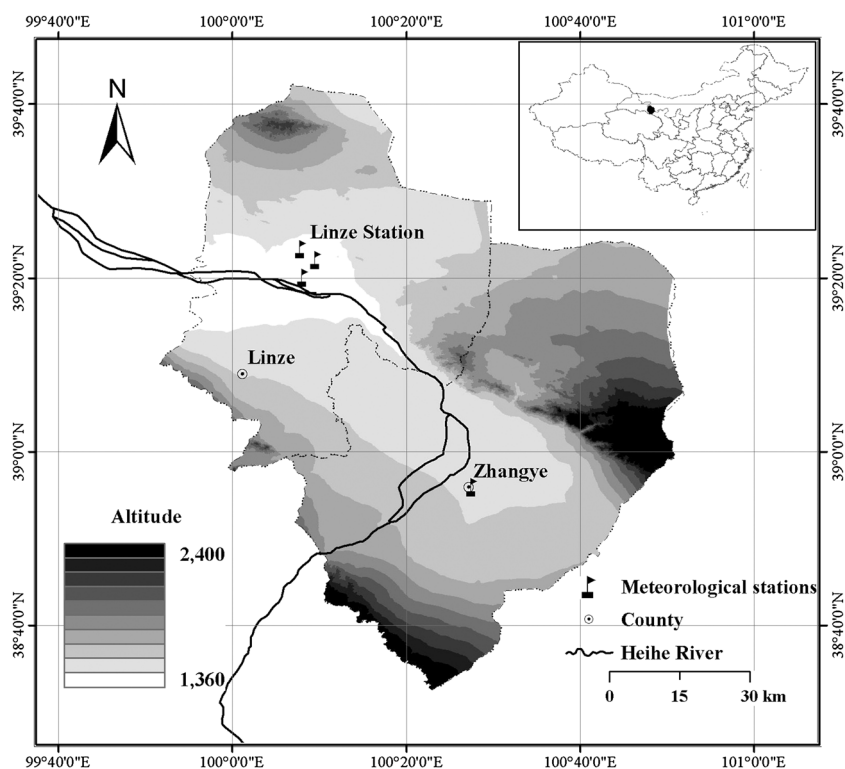 99°40'0"E 100°0'0"E 100°20'0"E 100°40'0"E 101°0'0"E
39°40'0"N 39°40'0"N
N
Linze Station
39°20'0"N 39°20'0"N
Linze
39°0'0"N 39°0'0"N
Zhangye
Altitude
2,400
Meteorological stations
County
38°40'0"N 38°40'0"N
Heihe River
1,360
0 15 30 km
99°40'0"E 100°0'0"E 100°20'0"E 100°40'0"E 101°0'0"E